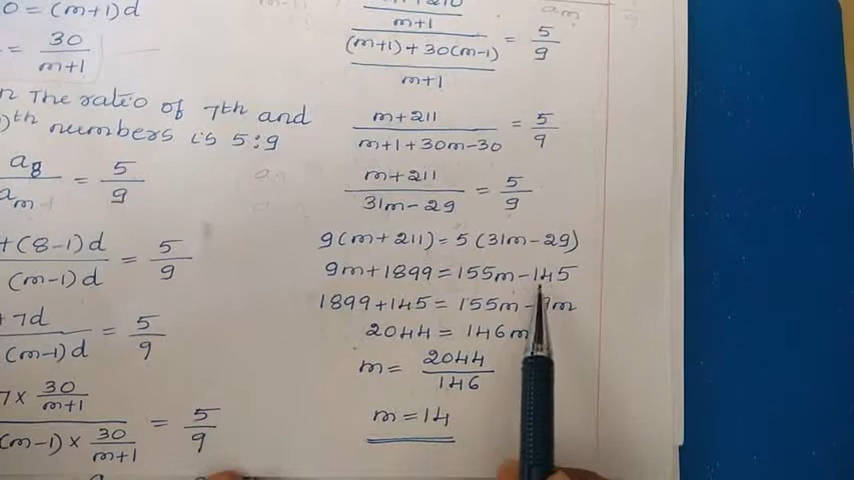 0 = (m+1)d
= 30/(m+1)
The ratio of 7th and
th numbers is 5:9
a8/am = 5/9
+(8-1)d / = 5/9
+7d / (m-1)d = 5/9
7 × 30/(m+1) / (m-1) × 30/(m+1) = 5/9
+210 / m+1 / (m+1)+30(m-1) / m+1 = 5/9
m+211 / m+1+30m-30 = 5/9
m+211 / 31m-29 = 5/9
9(m+211) = 5(31m-29)
9m+1899 = 155m-145
1899+145 = 155m-9m
2044 = 146m
m = 2044/146
m = 14